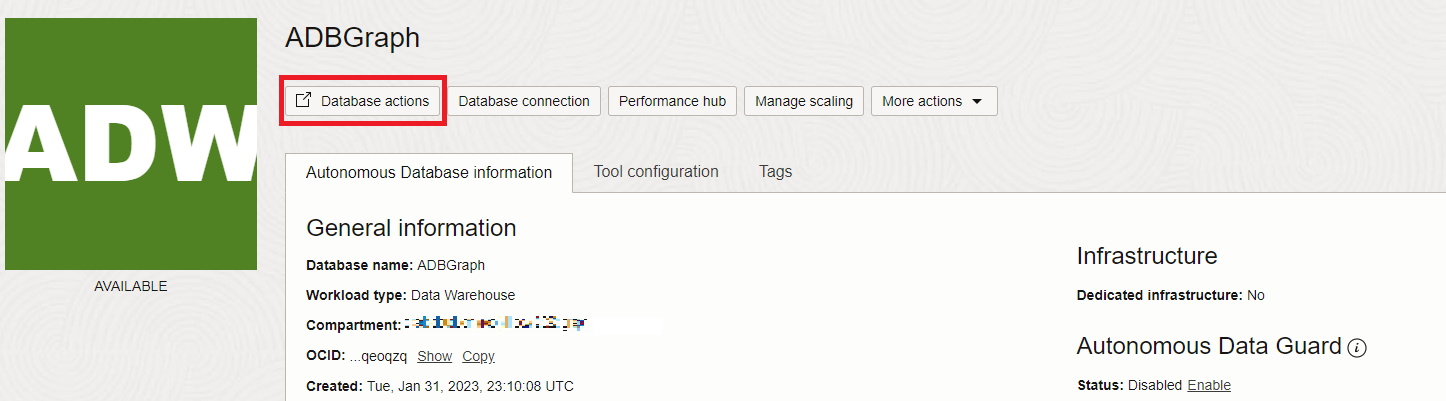 ADW
AVAILABLE
ADBGraph
Database actions
Database connection
Performance hub
Manage scaling
More actions
Autonomous Database information
Tool configuration
Tags
General information
Database name: ADBGraph
Workload type: Data Warehouse
Compartment:
OCID: ...qeoqzq Show Copy
Created: Tue, Jan 31, 2023, 23:10:08 UTC
Infrastructure
Dedicated infrastructure: No
Autonomous Data Guard
Status: Disabled Enable